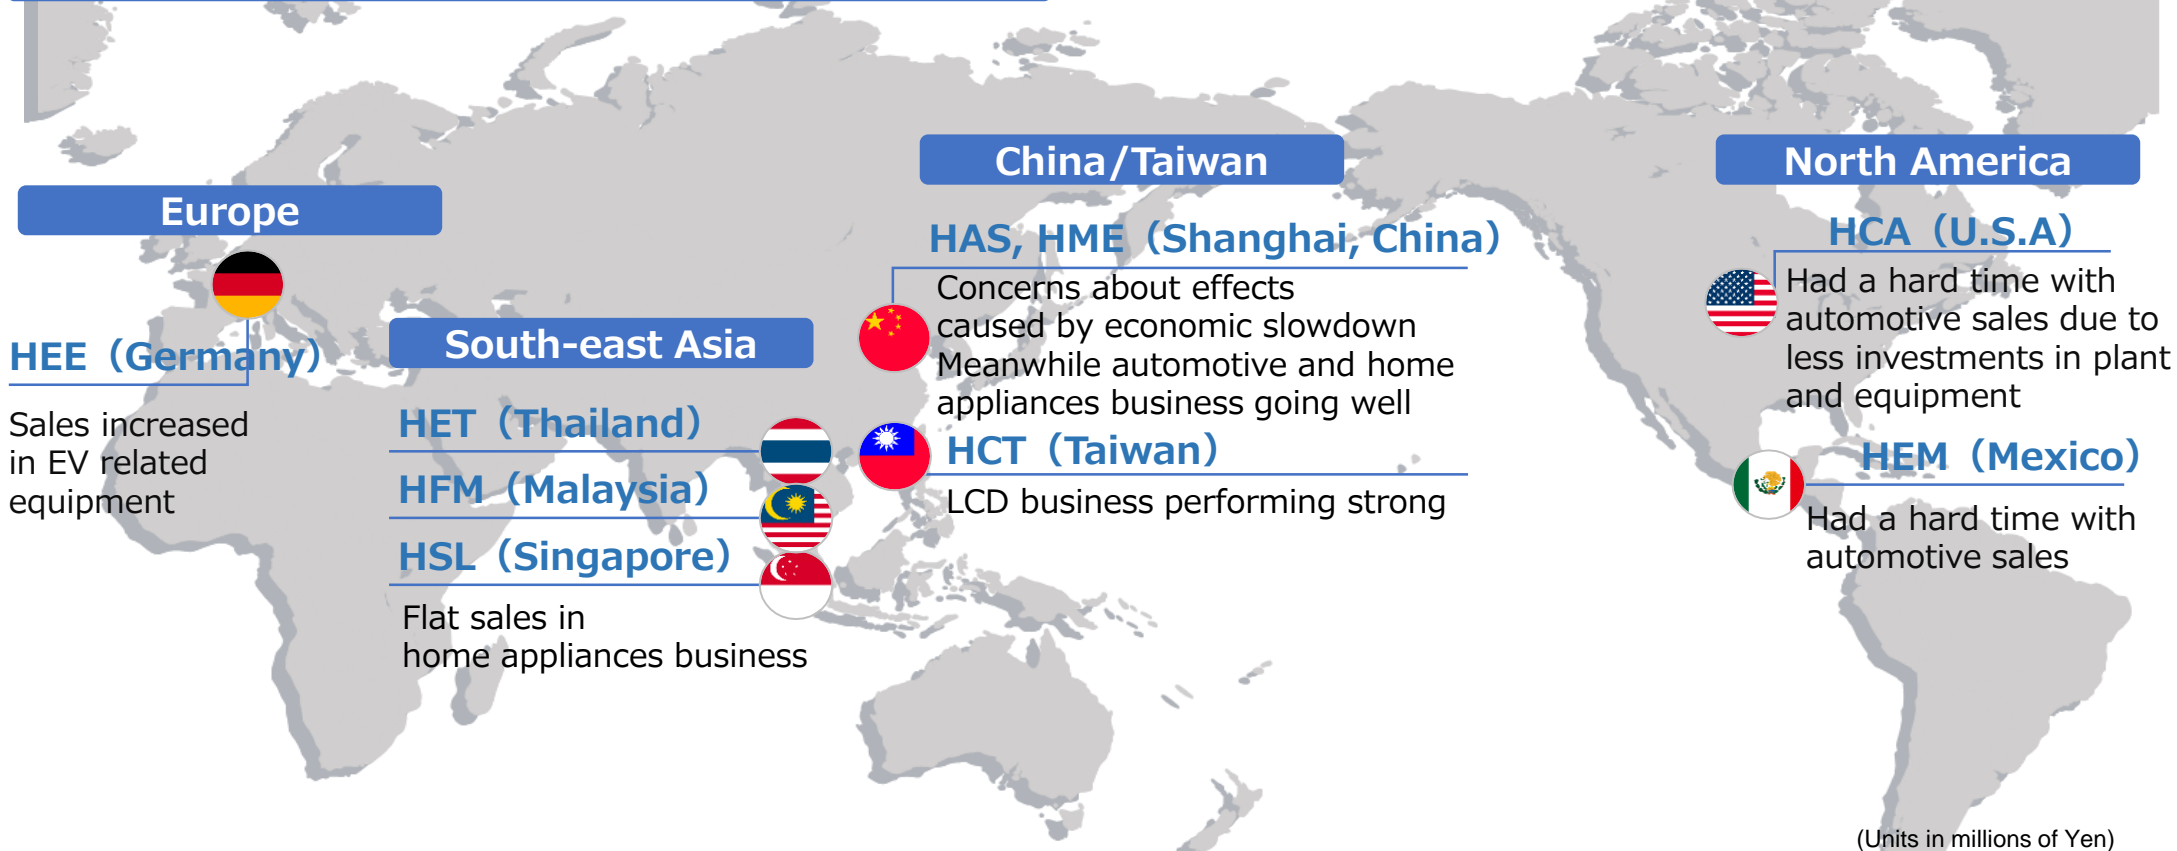 Europe
HEE（Germany）
Sales increased
in EV related
equipment
South-east Asia
HET（Thailand）
HFM（Malaysia）
HSL（Singapore）
Flat sales in
home appliances business
China/Taiwan
HAS, HME（Shanghai, China）
Concerns about effects
caused by economic slowdown
Meanwhile automotive and home
appliances business going well
HCT（Taiwan）
LCD business performing strong
North America
HCA（U.S.A）
Had a hard time with
automotive sales due to
less investments in plant
and equipment
HEM（Mexico）
Had a hard time with
automotive sales
(Units in millions of Yen)